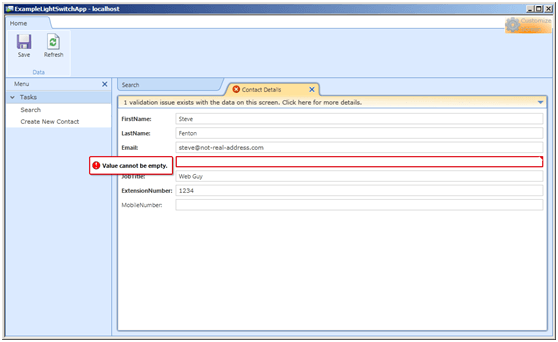 ExampleLightSwitchApp - localhost
Home
Customize
Screen
Save
Refresh
Data
Menu
Search
Contact Details
Tasks
Search
Create New Contact
1 validation issue exists with the data on this screen. Click here for more details.
FirstName: Steve
LastName: Fenton
Email: steve@not-real-address.com
Value cannot be empty.
JobTitle: Web Guy
ExtensionNumber: 1234
MobileNumber: